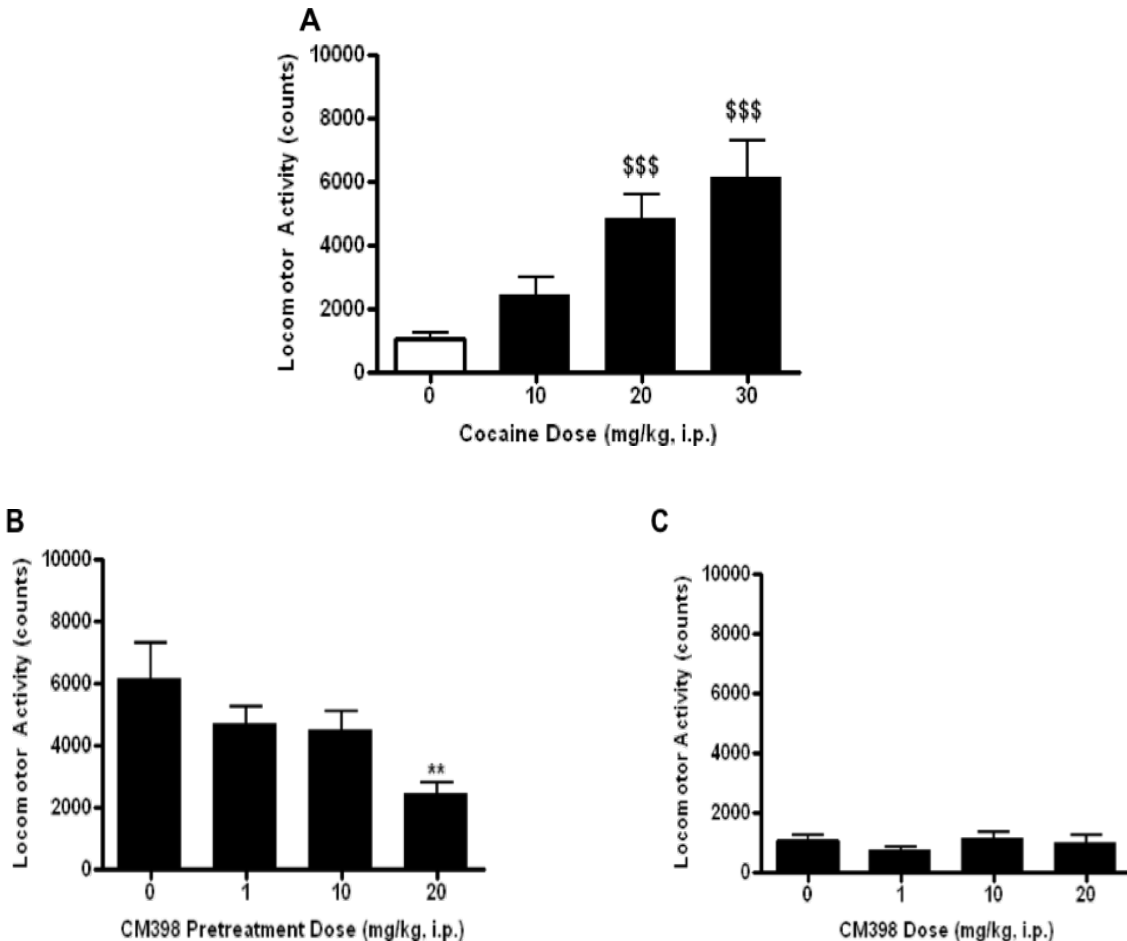 A
Locomotor Activity (counts)
10000
8000
6000
4000
2000
0
$$$
$$$
0 10 20 30
Cocaine Dose (mg/kg, i.p.)
B
Locomotor Activity (counts)
10000
8000
6000
4000
2000
0
**
0 1 10 20
CM398 Pretreatment Dose (mg/kg, i.p.)
C
Locomotor Activity (counts)
10000
8000
6000
4000
2000
0
0 1 10 20
CM398 Dose (mg/kg, i.p.)